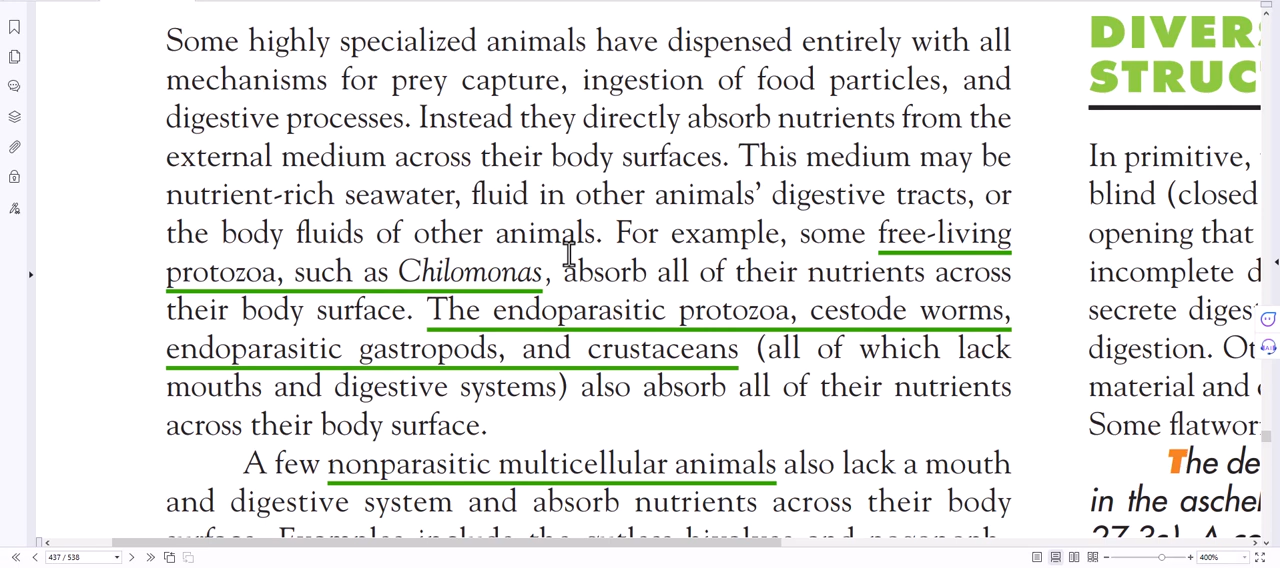 Some highly specialized animals have dispensed entirely with all
mechanisms for prey capture, ingestion of food particles, and
digestive processes. Instead they directly absorb nutrients from the
external medium across their body surfaces. This medium may be
nutrient-rich seawater, fluid in other animals’ digestive tracts, or
the body fluids of other animals. For example, some free-living
protozoa, such as Chilomonas, absorb all of their nutrients across
their body surface. The endoparasitic protozoa, cestode worms,
endoparasitic gastropods, and crustaceans (all of which lack
mouths and digestive systems) also absorb all of their nutrients
across their body surface.
A few nonparasitic multicellular animals also lack a mouth
and digestive system and absorb nutrients across their body
DIVERS
STRUC
In primitive,
blind (closed
opening that
incomplete d
secrete diges
digestion. Ot
material and
Some flatwor
The de
in the aschel
437 / 538
400%